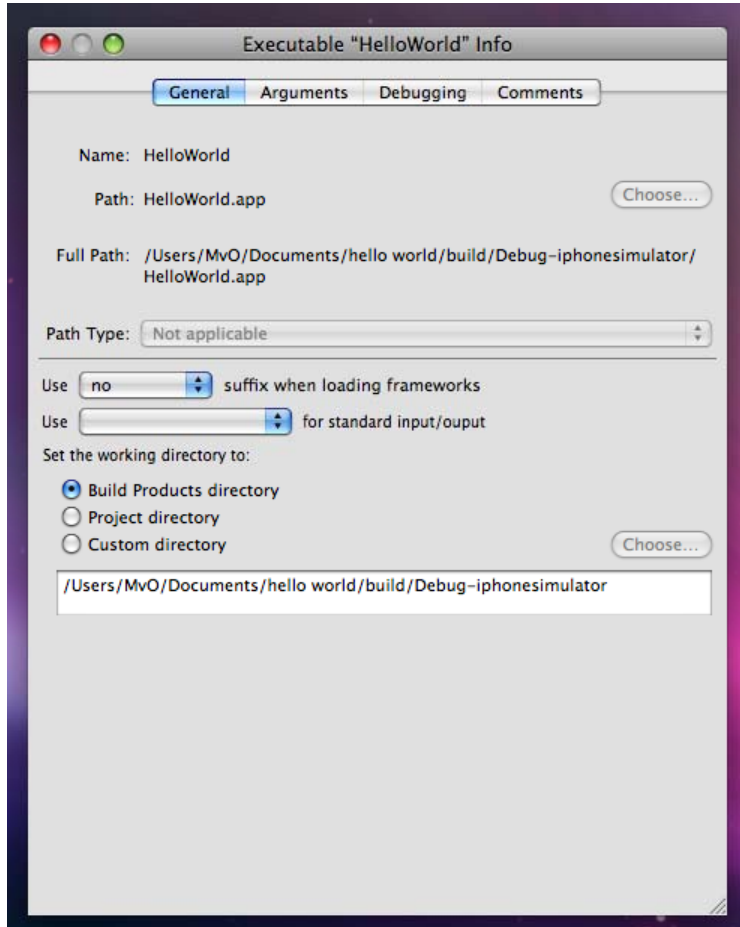 Executable “HelloWorld” Info
General Arguments Debugging Comments
Name: HelloWorld
Path: HelloWorld.app Choose...
Full Path: /Users/MvO/Documents/hello world/build/Debug-iphonesimulator/
HelloWorld.app
Path Type: Not applicable
Use no suffix when loading frameworks
Use for standard input/ouput
Set the working directory to:
Build Products directory
Project directory
Custom directory Choose...
/Users/MvO/Documents/hello world/build/Debug-iphonesimulator